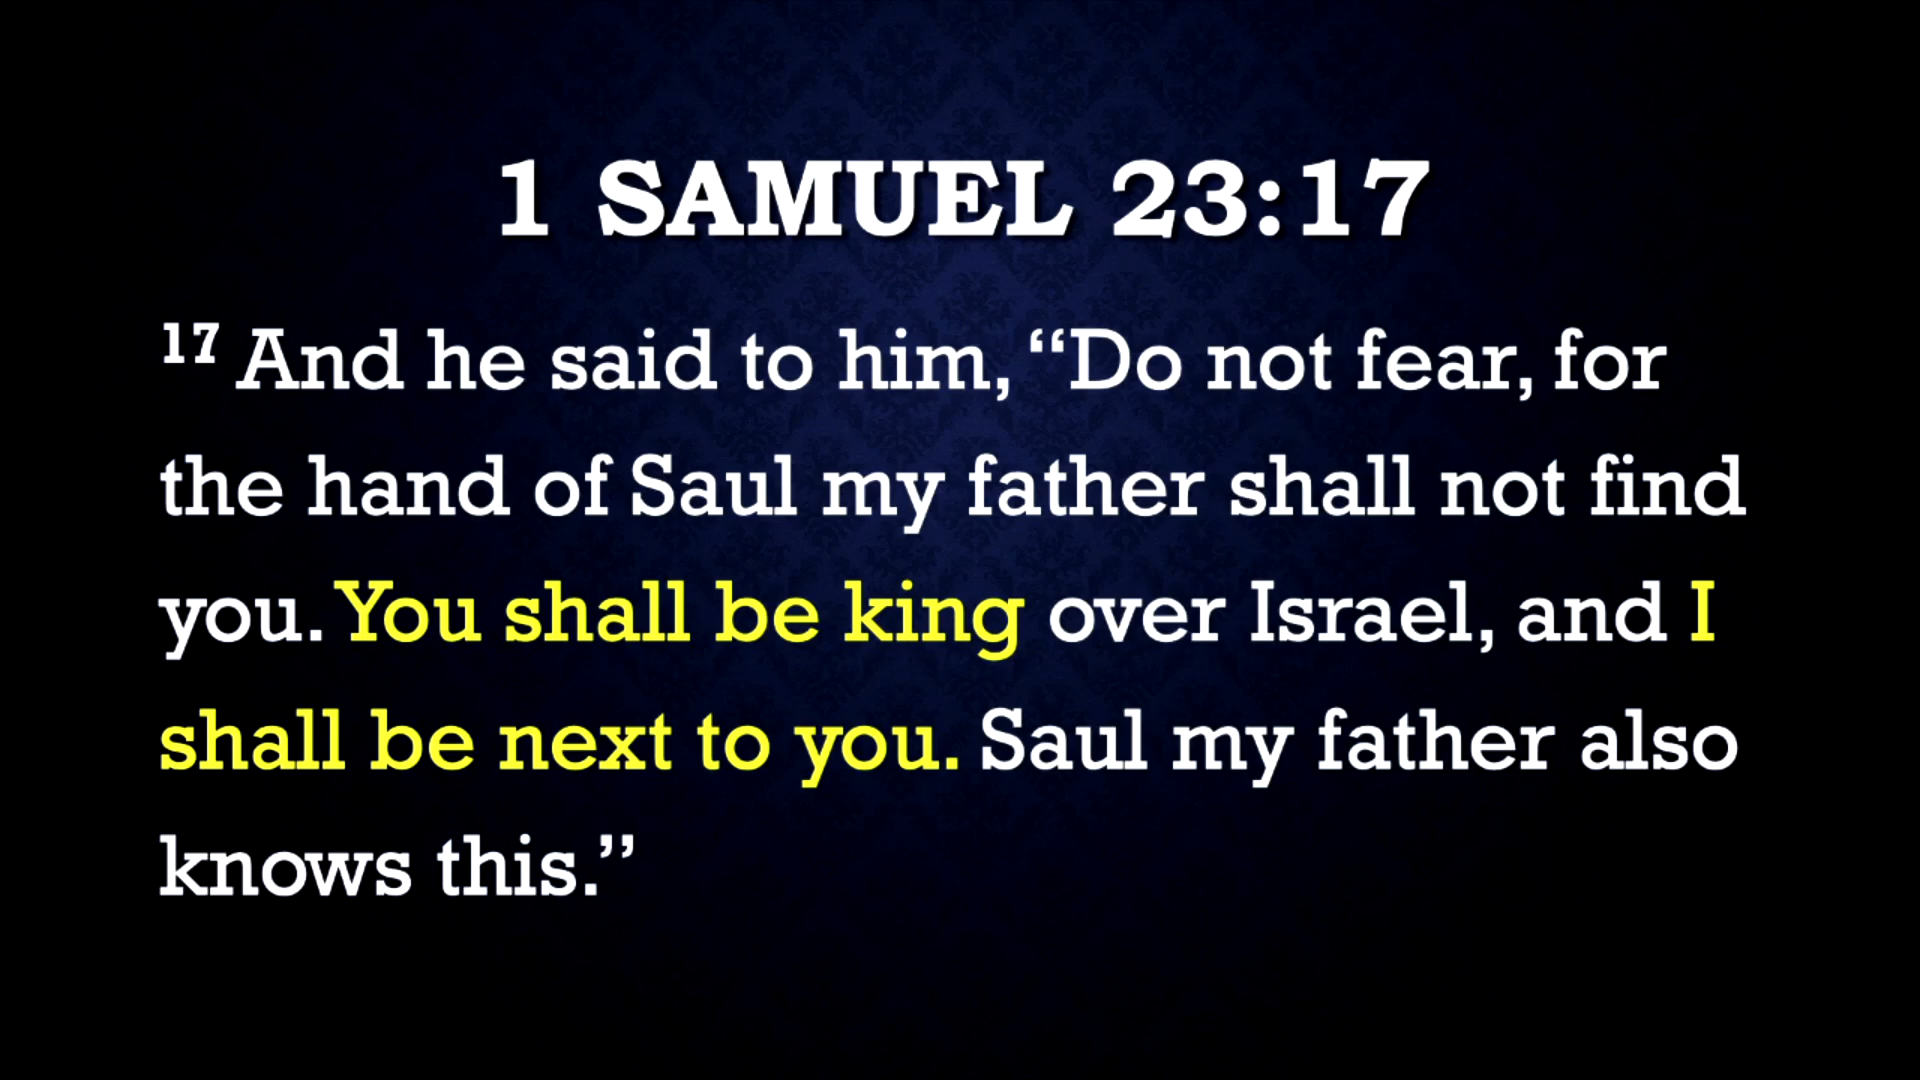 1 SAMUEL 23:17
17 And he said to him, “Do not fear, for
the hand of Saul my father shall not find
you. You shall be king over Israel, and I
shall be next to you. Saul my father also
knows this.”